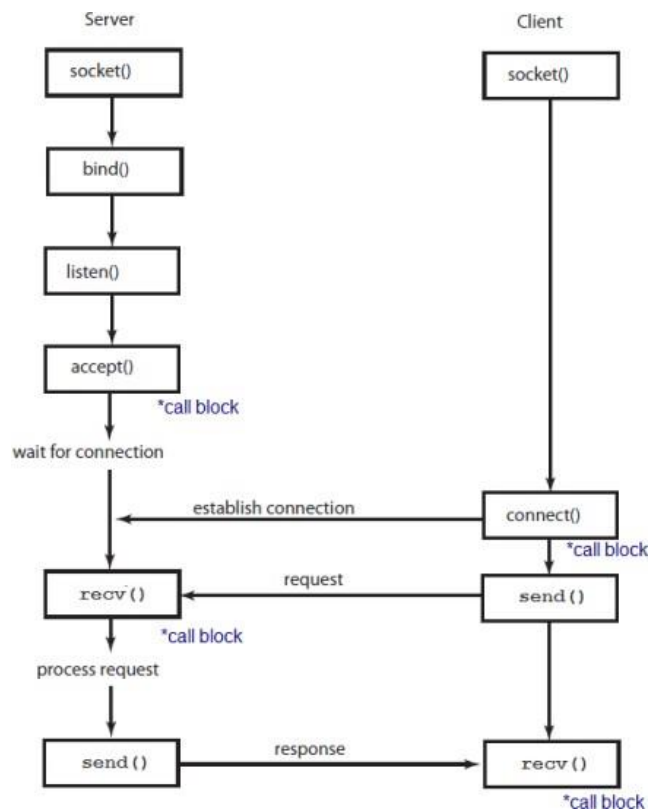 Server
Client
socket()
socket()
bind()
listen()
accept()
*call block
wait for connection
establish connection
connect()
*call block
request
recv()
send()
*call block
process request
response
send()
recv()
*call block